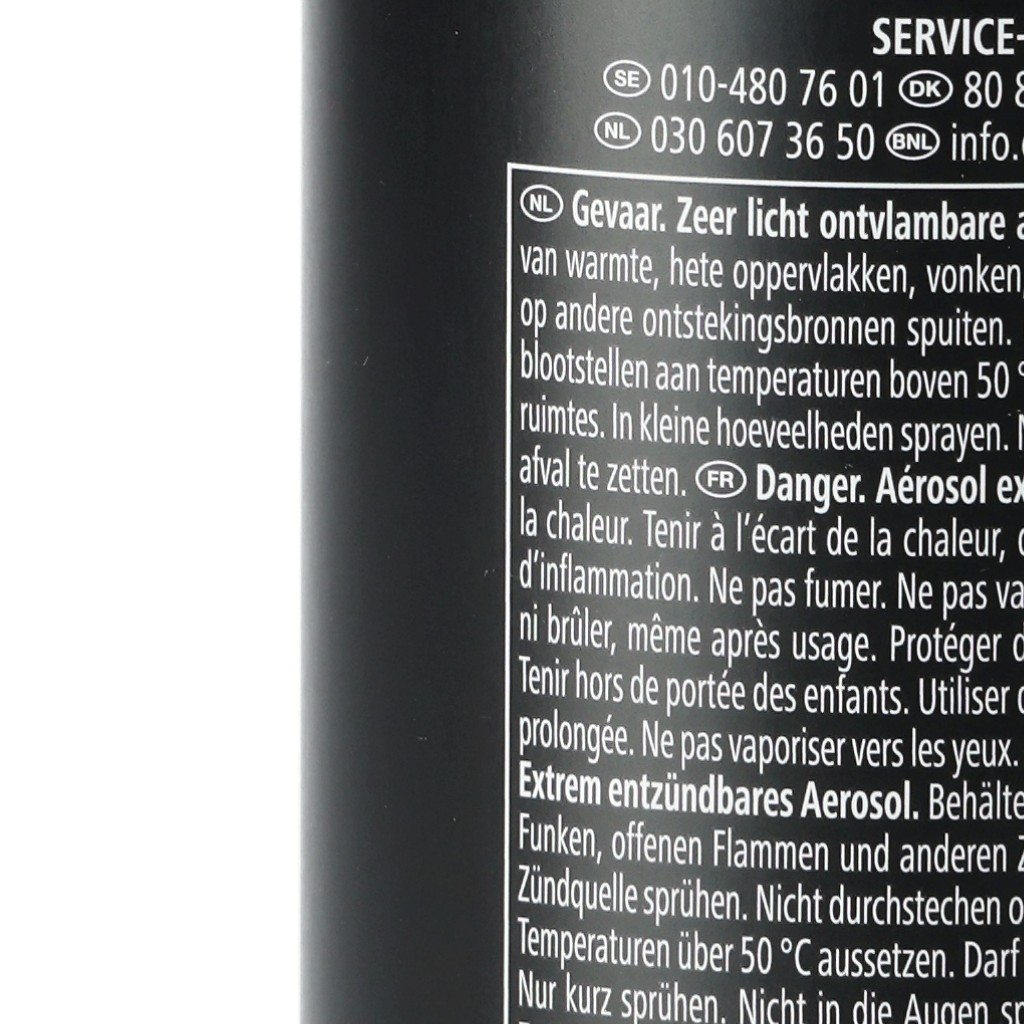 SERVICE-
SE 010-480 76 01 DK 80 8
NL 030 607 36 50 BNL info.
NL Gevaar. Zeer licht ontvlambare a
van warmte, hete oppervlakken, vonken,
op andere ontstekingsbronnen spuiten.
blootstellen aan temperaturen boven 50 °
ruimtes. In kleine hoeveelheden sprayen. N
afval te zetten. FR Danger. Aérosol ex
la chaleur. Tenir à l'écart de la chaleur,
d'inflammation. Ne pas fumer. Ne pas va
ni brûler, même après usage. Protéger d
Tenir hors de portée des enfants. Utiliser
prolongée. Ne pas vaporiser vers les yeux.
Extrem entzündbares Aerosol. Behälte
Funken, offenen Flammen und anderen Z
Zündquelle sprühen. Nicht durchstechen o
Temperaturen über 50 °C aussetzen. Darf
Nur kurz sprühen. Nicht in die Augen sp